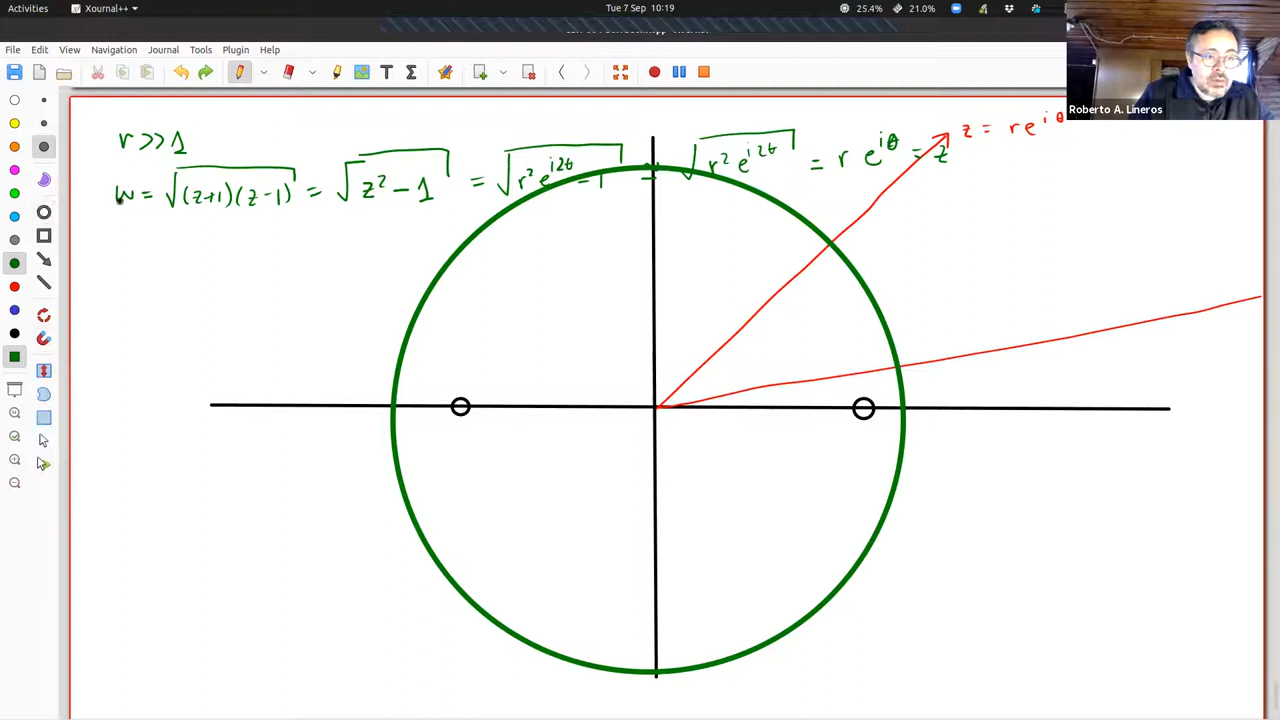 Activities
Xournal++
Tue 7 Sep 10:19
25.4%
21.0%
File Edit View Navigation Journal Tools Plugin Help
Roberto A. Lineros
r >> 1
z = r e^{iθ}
w = √((z+1)(z-1)) = √(z² - 1) = √(r² e^{i2θ} - 1) = √(r² e^{i2θ}) = r e^{iθ} = z